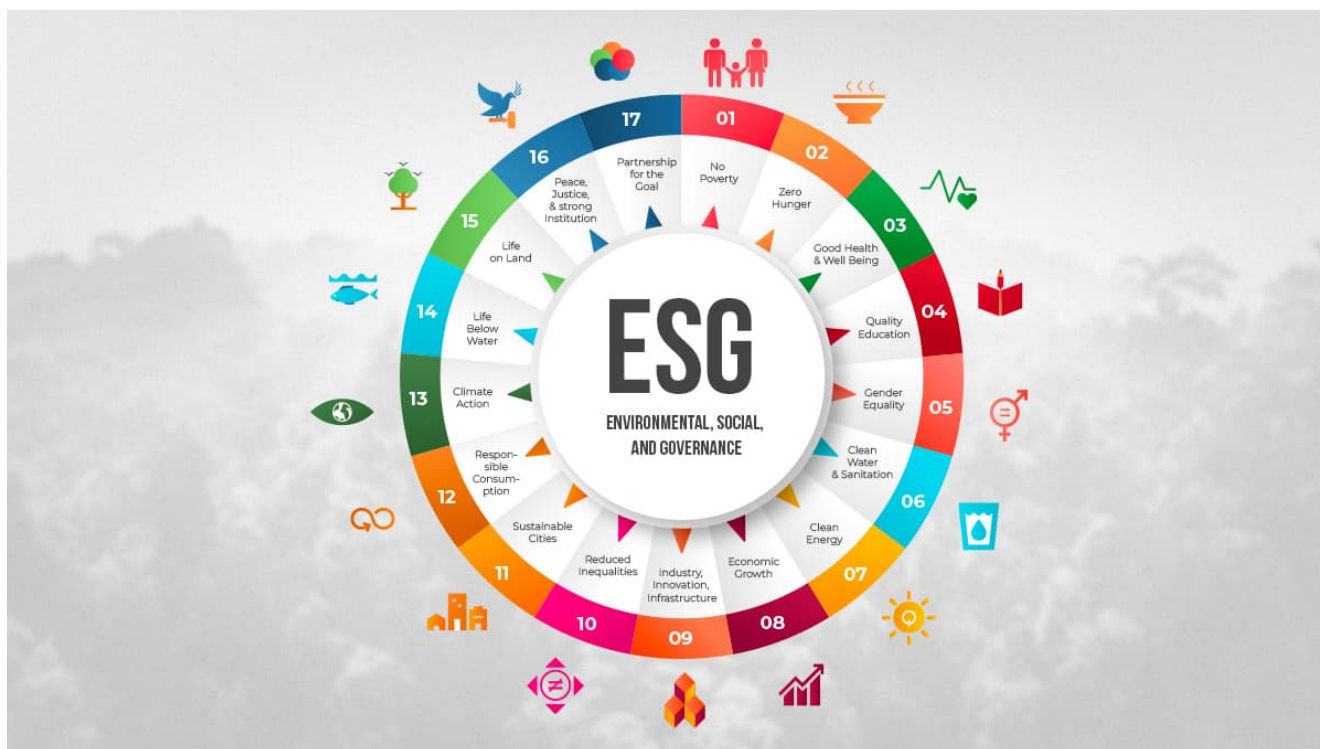 ESG
ENVIRONMENTAL, SOCIAL,
AND GOVERNANCE
01
No
Poverty
02
Zero
Hunger
03
Good Health
& Well Being
04
Quality
Education
05
Gender
Equality
06
Clean
Water
& Sanitation
07
Clean
Energy
08
Economic
Growth
09
Industry,
Innovation,
Infrastructure
10
Reduced
Inequalities
11
Sustainable
Cities
12
Respon-
sible
Consum-
ption
13
Climate
Action
14
Life
Below
Water
15
Life
on Land
16
Peace,
Justice,
& strong
Institution
17
Partnership
for the
Goal